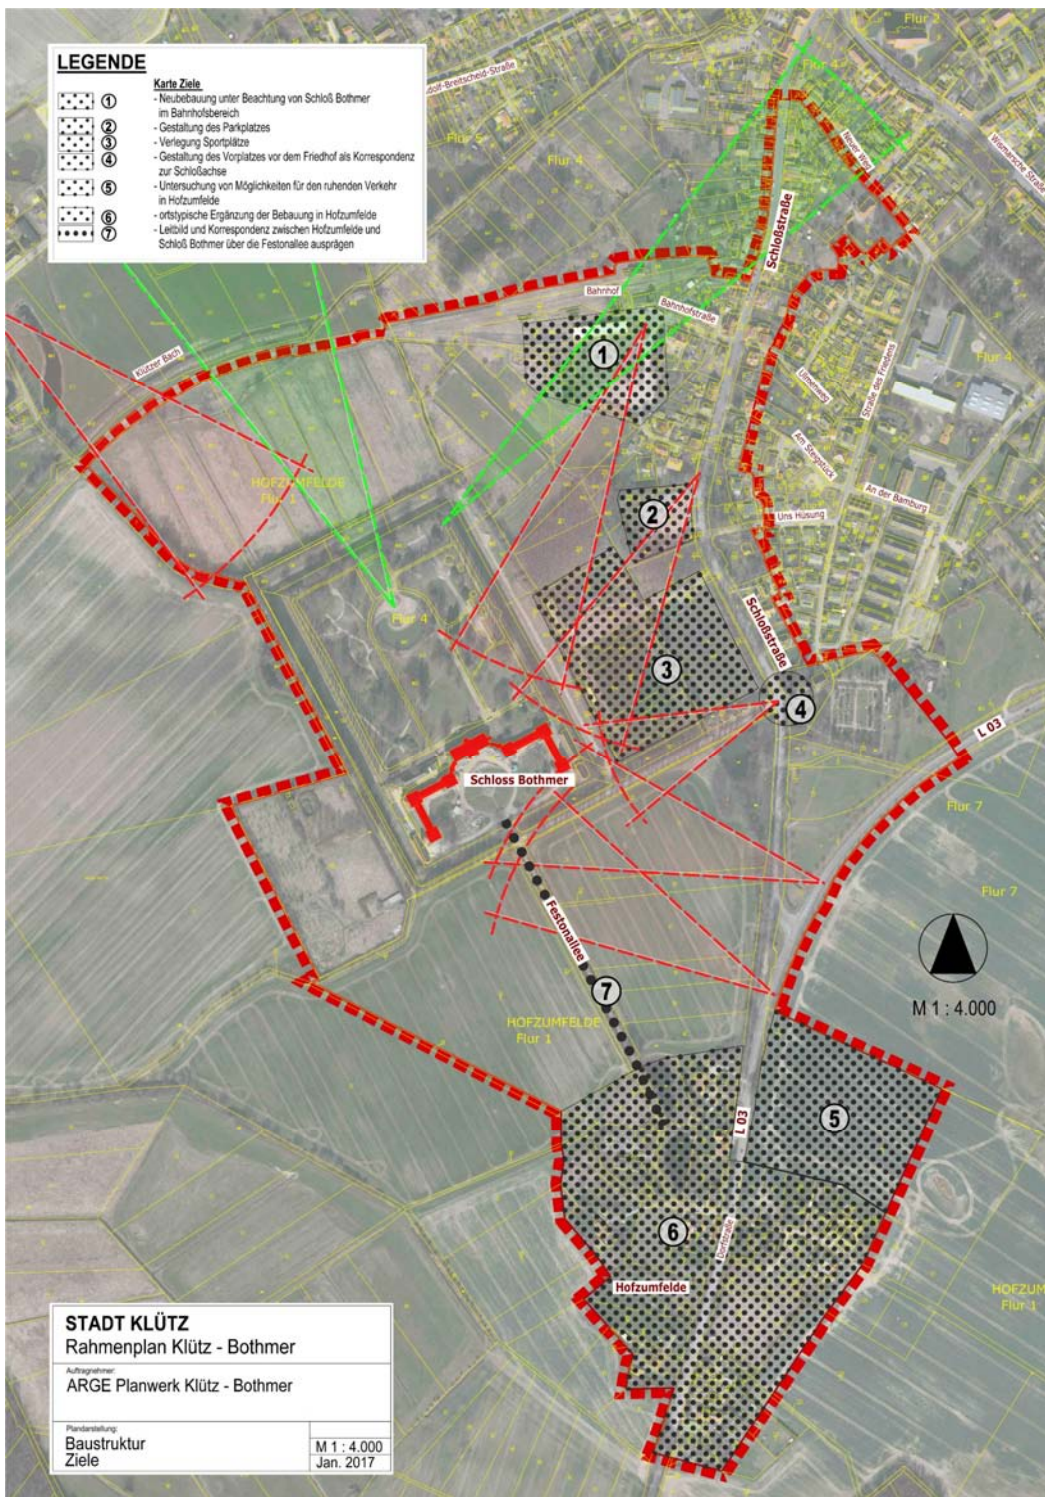 LEGENDE
Karte Ziele
① - Neubebauung unter Beachtung von Schloß Bothmer
im Bahnhofsbereich
② - Gestaltung des Parkplatzes
③ - Verlegung Sportplätze
④ - Gestaltung des Vorplatzes vor dem Friedhof als Korrespondenz
zur Schloßachse
⑤ - Untersuchung von Möglichkeiten für den ruhenden Verkehr
in Hofzumfelde
⑥ - ortstypische Ergänzung der Bebauung in Hofzumfelde
⑦ - Leitbild und Korrespondenz zwischen Hofzumfelde und
Schloß Bothmer über die Festonallee ausprägen
Flur 2
Flur 4
Flur 5
Flur 4
Neuer Weg
Wismarsche Straße
Schloßstraße
Bahnhof
Bahnhofstraße
Klützer Bach
1
Flur 4
Ulmenweg
Straße des Friedens
Am Steegstück
An der Bamburg
HOFZUMFELDE
2
Uns Hüsung
Flur 4
Schloßstraße
3
4
L 03
Schloss Bothmer
Flur 7
Flur 7
Festonallee
7
M 1 : 4.000
HOFZUMFELDE
Flur 1
L 03
5
6
Dorfstraße
Hofzumfelde
Flur 1
STADT KLÜTZ
Rahmenplan Klütz - Bothmer
Auftragnehmer:
ARGE Planwerk Klütz - Bothmer
Plandarstellung:
Baustruktur
Ziele
M 1 : 4.000
Jan. 2017